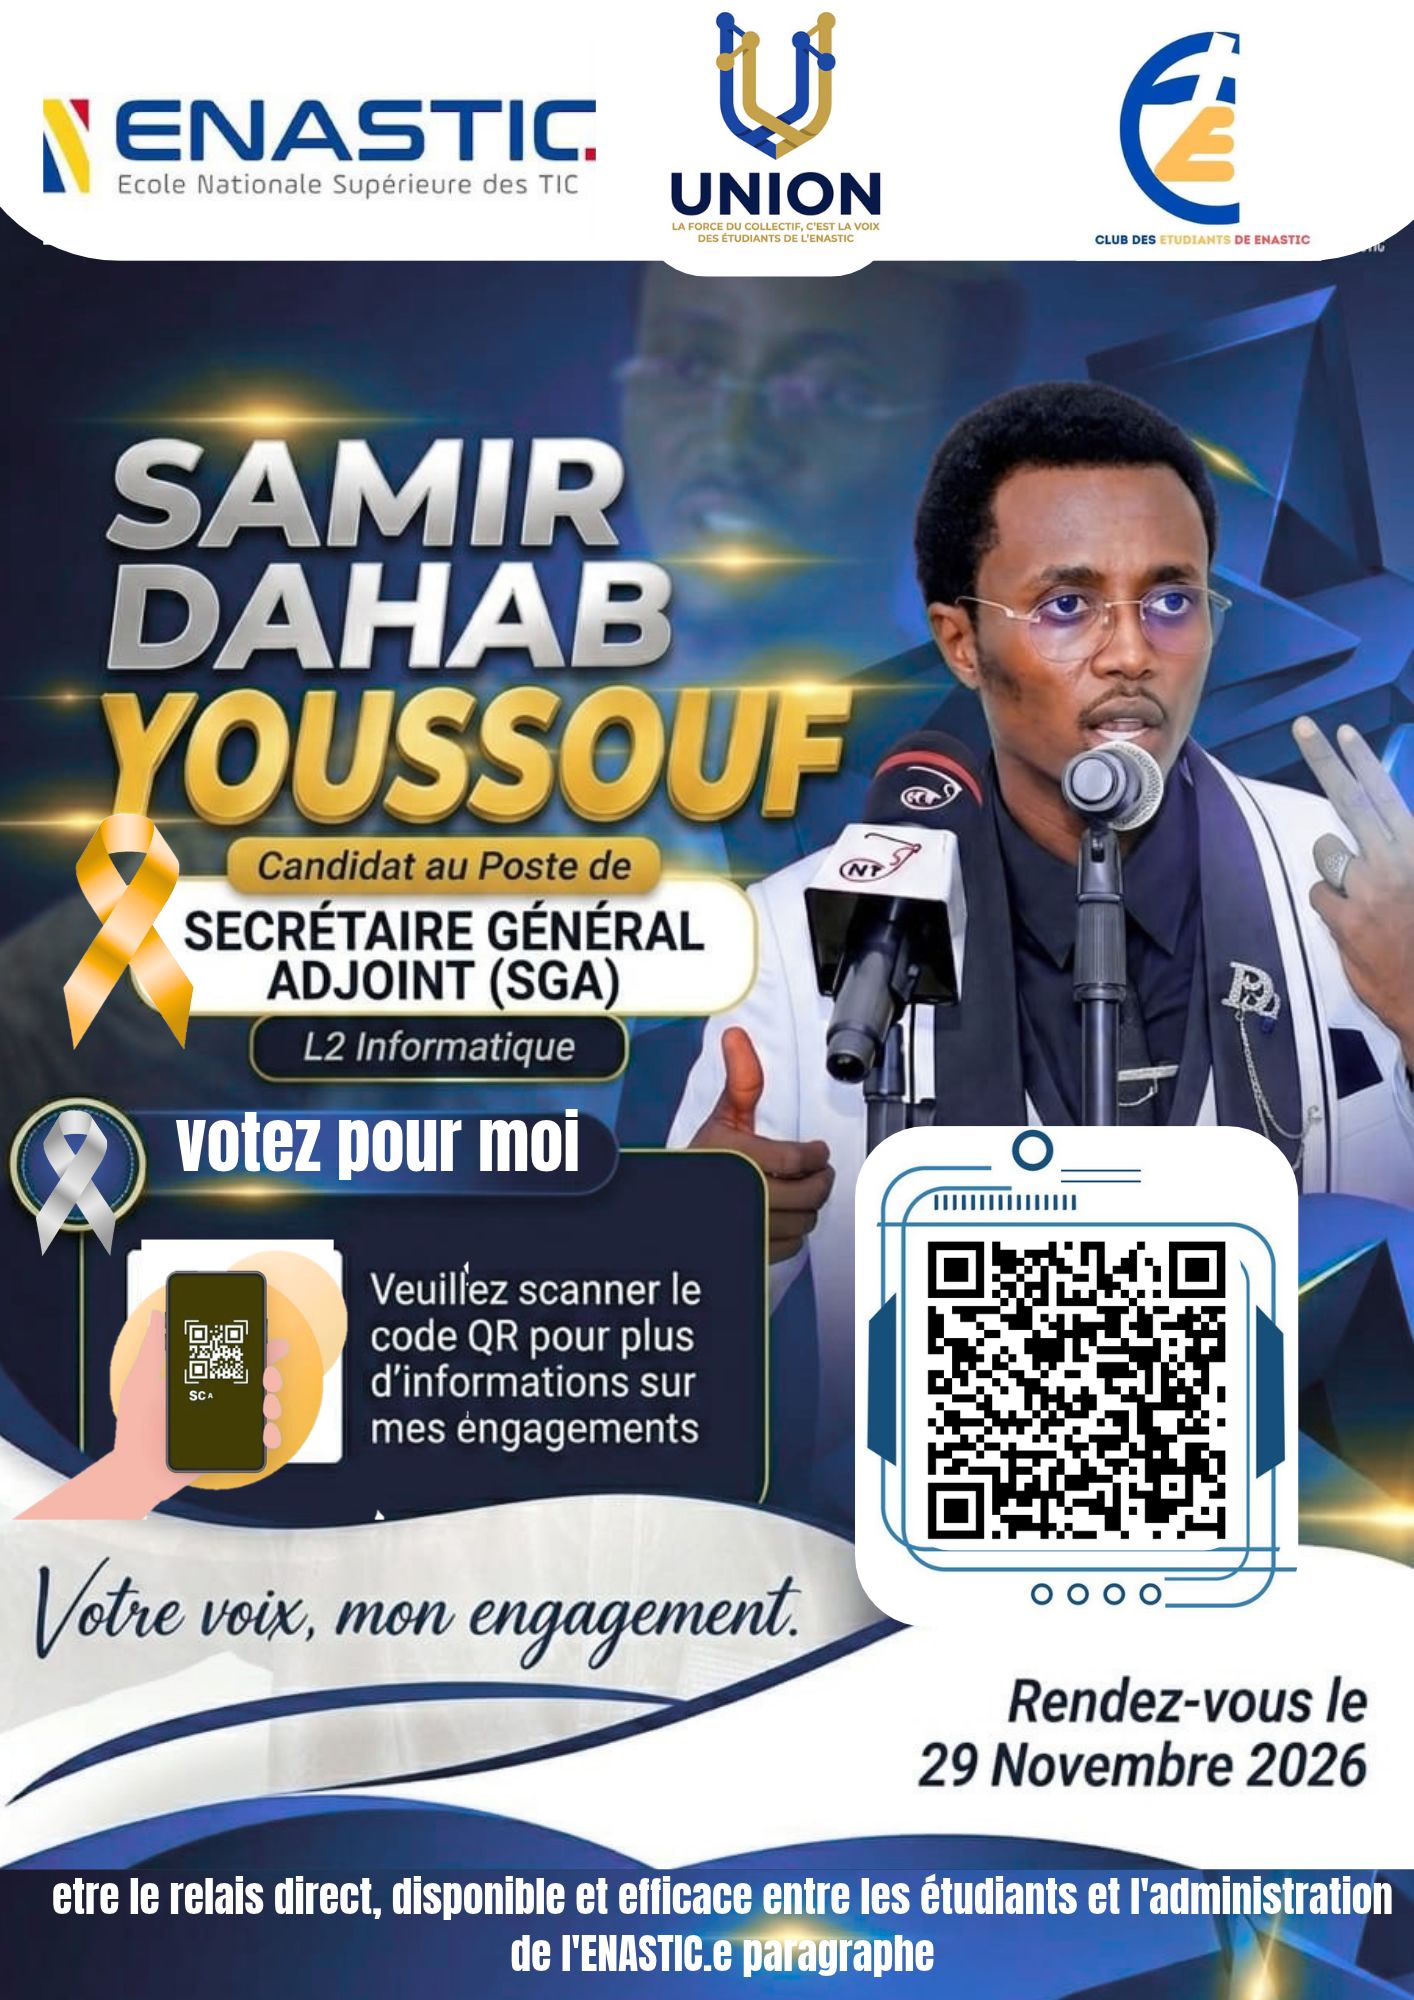 ENASTIC.
Ecole Nationale Supérieure des TIC
UNION
LA FORCE DU COLLECTIF, C'EST LA VOIX
DES ÉTUDIANTS DE L'ENASTIC
CLUB DES ETUDIANTS DE ENASTIC
SAMIR
DAHAB
YOUSSOUF
Candidat au Poste de
SECRÉTAIRE GÉNÉRAL
ADJOINT (SGA)
L2 Informatique
votez pour moi
Veuillez scanner le
code QR pour plus
d'informations sur
mes engagements
SCA
Votre voix, mon engagement.
Rendez-vous le
29 Novembre 2026
etre le relais direct, disponible et efficace entre les étudiants et l'administration
de l'ENASTIC.e paragraphe